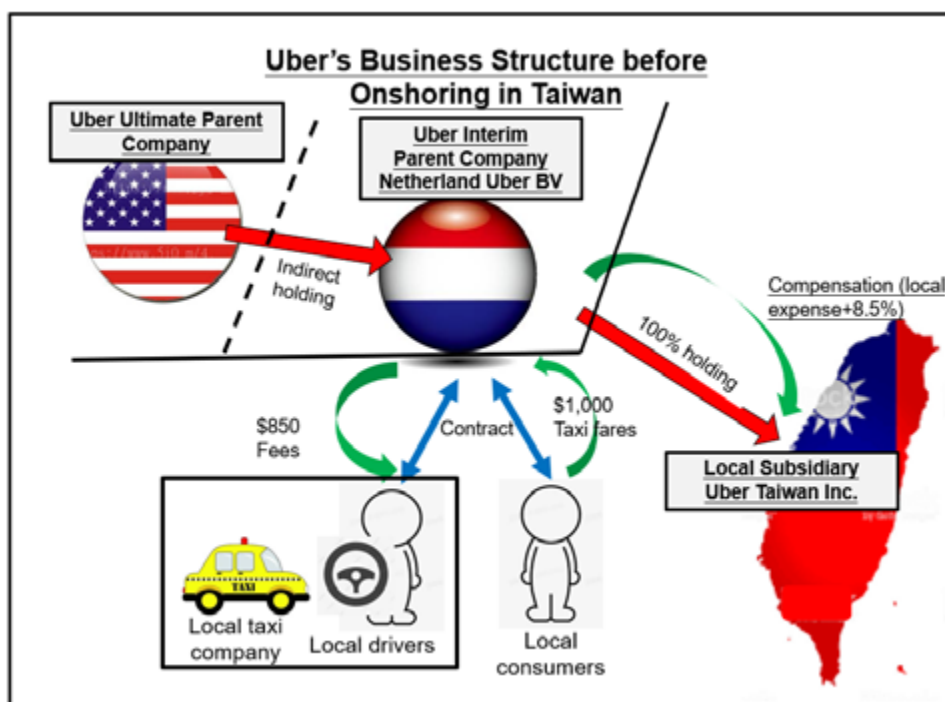 Uber's Business Structure before
Onshoring in Taiwan
Uber Ultimate Parent
Company
Uber Interim
Parent Company
Netherland Uber BV
Indirect
holding
Compensation (local
expense+8.5%)
100% holding
$850
Fees
Contract
$1,000
Taxi fares
Local Subsidiary
Uber Taiwan Inc.
TAXI
Local taxi
company
Local drivers
Local
consumers